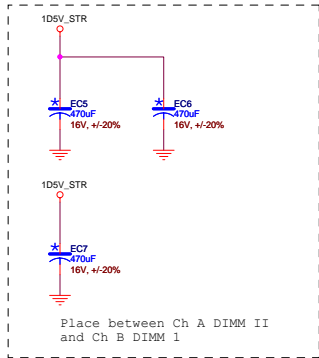 1D5V_STR
EC5
470uF
16V, +/-20%
EC6
470uF
16V, +/-20%
1D5V_STR
EC7
470uF
16V, +/-20%
Place between Ch A DIMM II
and Ch B DIMM 1